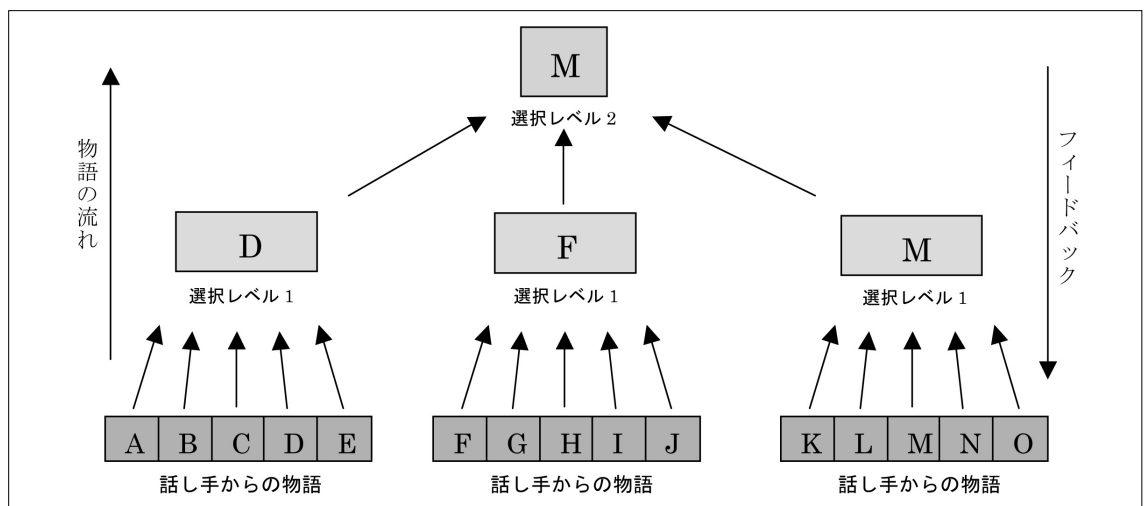 M
選択レベル 2
物語の流れ
フィードバック
D
F
M
選択レベル 1
選択レベル 1
選択レベル 1
A B C D E
F G H I J
K L M N O
話し手からの物語
話し手からの物語
話し手からの物語